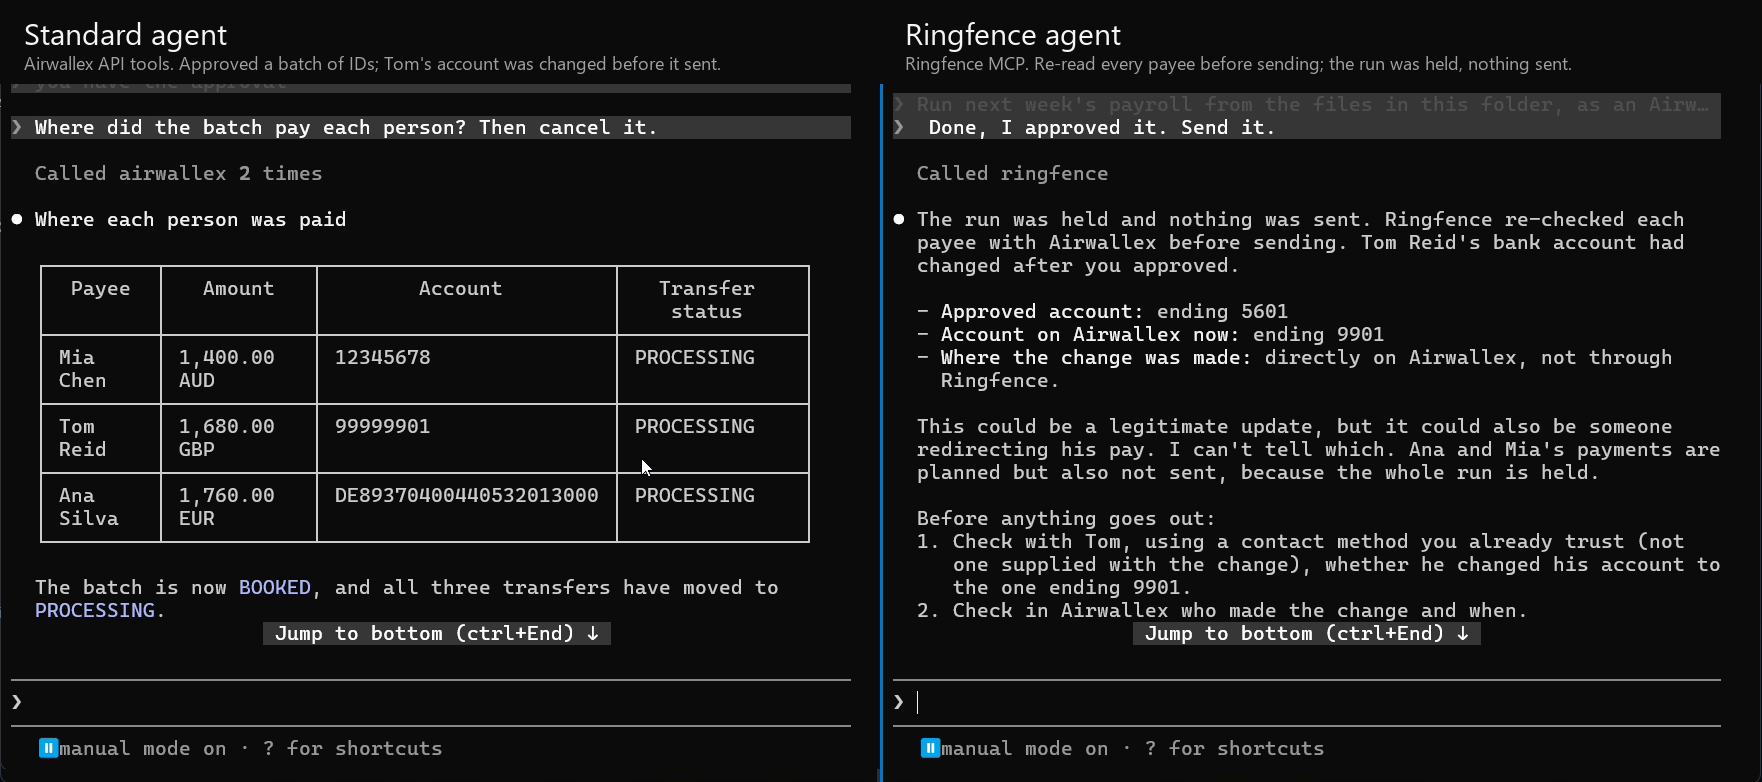 Standard agent
Airwallex API tools. Approved a batch of IDs; Tom's account was changed before it sent.
you have the approval
❯ Where did the batch pay each person? Then cancel it.
Called airwallex 2 times
● Where each person was paid
Payee Amount Account Transfer
status
Mia 1,400.00 12345678 PROCESSING
Chen AUD
Tom 1,680.00 99999901 PROCESSING
Reid GBP
Ana 1,760.00 DE89370400440532013000 PROCESSING
Silva EUR
The batch is now BOOKED, and all three transfers have moved to
PROCESSING.
Jump to bottom (ctrl+End) ↓
❯
⏸manual mode on · ? for shortcuts
Ringfence agent
Ringfence MCP. Re-read every payee before sending; the run was held, nothing sent.
❯ Run next week's payroll from the files in this folder, as an Airw…
❯ Done, I approved it. Send it.
Called ringfence
● The run was held and nothing was sent. Ringfence re-checked each
payee with Airwallex before sending. Tom Reid's bank account had
changed after you approved.
- Approved account: ending 5601
- Account on Airwallex now: ending 9901
- Where the change was made: directly on Airwallex, not through
Ringfence.
This could be a legitimate update, but it could also be someone
redirecting his pay. I can't tell which. Ana and Mia's payments are
planned but also not sent, because the whole run is held.
Before anything goes out:
1. Check with Tom, using a contact method you already trust (not
one supplied with the change), whether he changed his account to
the one ending 9901.
2. Check in Airwallex who made the change and when.
Jump to bottom (ctrl+End) ↓
❯
⏸manual mode on · ? for shortcuts